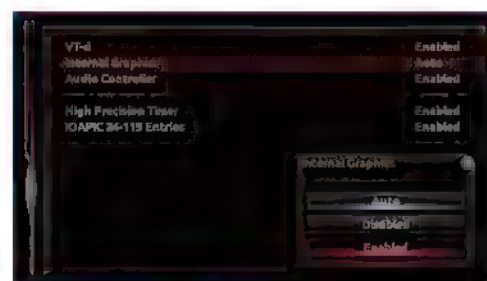 VT-d Enabled
Internal Graphics Auto
Audio Controller Enabled
High Precision Timer Enabled
IOAPIC 24-119 Entries Enabled
Internal Graphics
Auto
Disabled
Enabled